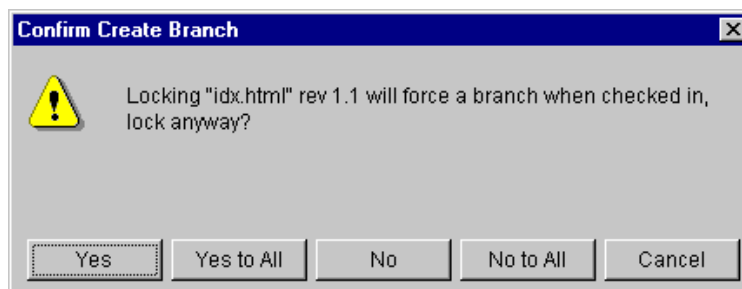 Confirm Create Branch
Locking "idx.html" rev 1.1 will force a branch when checked in,
lock anyway?
Yes
Yes to All
No
No to All
Cancel